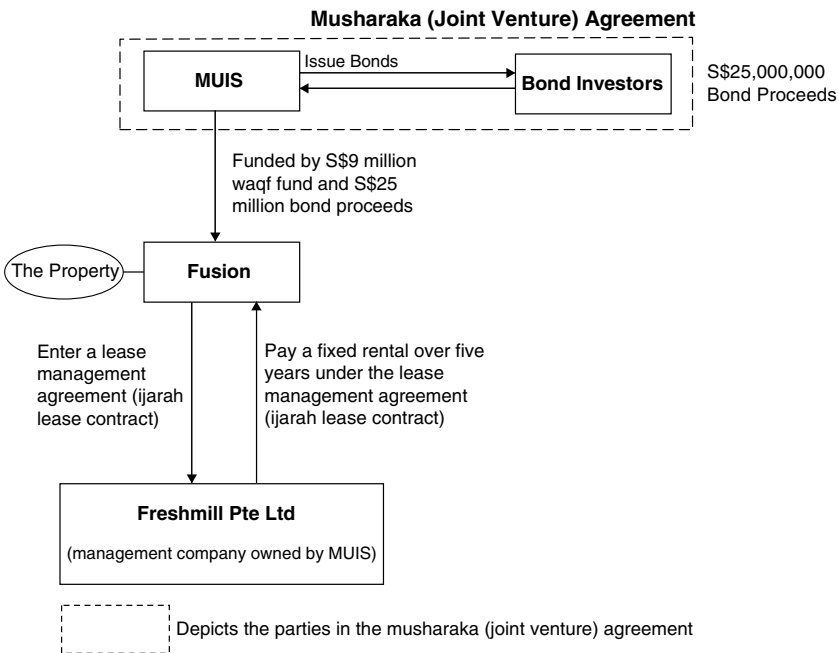 Musharaka (Joint Venture) Agreement
MUIS
Issue Bonds
Bond Investors
S$25,000,000
Bond Proceeds
Funded by S$9 million
waqf fund and S$25
million bond proceeds
The Property
Fusion
Enter a lease
management
agreement (ijarah
lease contract)
Pay a fixed rental over five
years under the lease
management agreement
(ijarah lease contract)
Freshmill Pte Ltd
(management company owned by MUIS)
Depicts the parties in the musharaka (joint venture) agreement